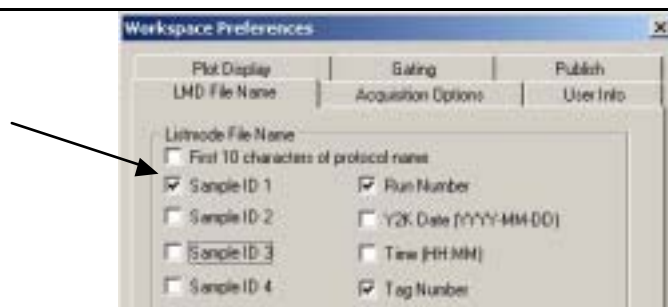 Workspace Preferences
Plot Display Gating Publish
LMD File Name Acquisition Options User Info
Listmode File Name
First 10 characters of protocol name
Sample ID 1 Run Number
Sample ID 2 Y2K Date (YYYY-MM-DD)
Sample ID 3 Time (HH:MM)
Sample ID 4 Tag Number